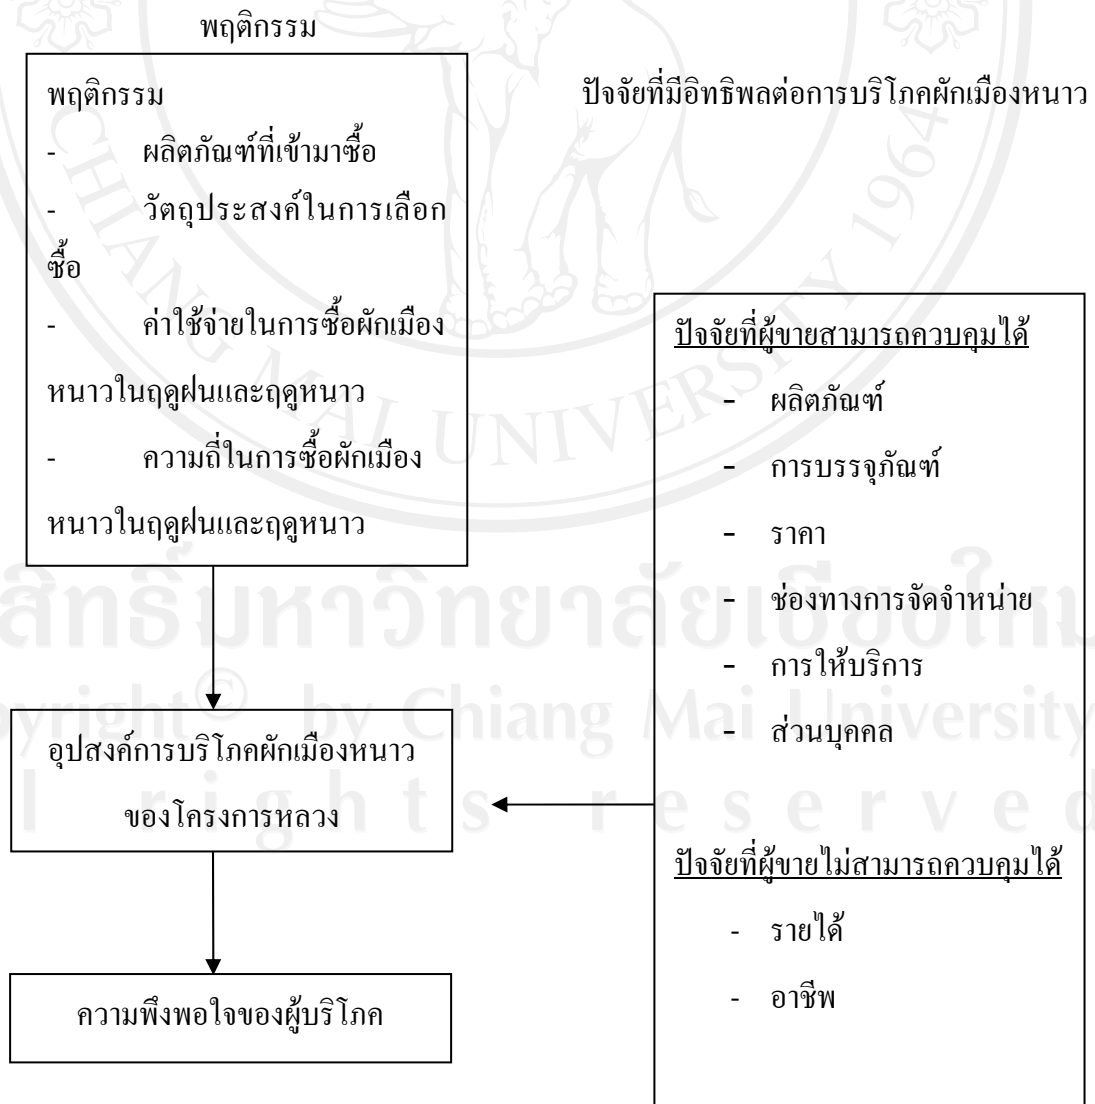 พฤติกรรม
พฤติกรรม
- ผลิตภัณฑ์ที่เข้ามาซื้อ
- วัตถุประสงค์ในการเลือก
ซื้อ
- ค่าใช้จ่ายในการซื้อผักเมือง
หนาวในฤดูฝนและฤดูหนาว
- ความถี่ในการซื้อผักเมือง
หนาวในฤดูฝนและฤดูหนาว
อุปสงค์การบริโภคผักเมืองหนาว
ของโครงการหลวง
ความพึงพอใจของผู้บริโภค
ปัจจัยที่มีอิทธิพลต่อการบริโภคผักเมืองหนาว
ปัจจัยที่ผู้ขายสามารถควบคุมได้
- ผลิตภัณฑ์
- การบรรจุภัณฑ์
- ราคา
- ช่องทางการจัดจำหน่าย
- การให้บริการ
- ส่วนบุคคล
ปัจจัยที่ผู้ขายไม่สามารถควบคุมได้
- รายได้
- อาชีพ
CHIANG MAI UNIVERSITY 1964
สิทธิ์มหาวิทยาลัยเชียงใหม
yright© by Chiang Mai University
l rights reserved